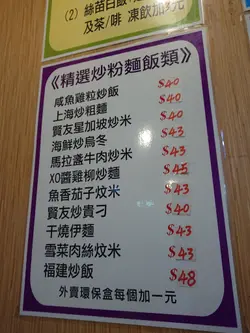 (2) 絲苗白飯
及茶/啡 凍飲加3元
《精選炒粉麵飯類》
咸魚雞粒炒飯 $40
上海炒粗麵 $40
賢友星加坡炒米 $40
海鮮炒烏冬 $43
馬拉盞牛肉炒米 $43
XO醬雞柳炒麵 $45
魚香茄子炆米 $43
賢友炒貴刁 $40
干燒伊麵 $43
雪菜肉絲炆米 $43
福建炒飯 $48
外賣環保盒每個加一元